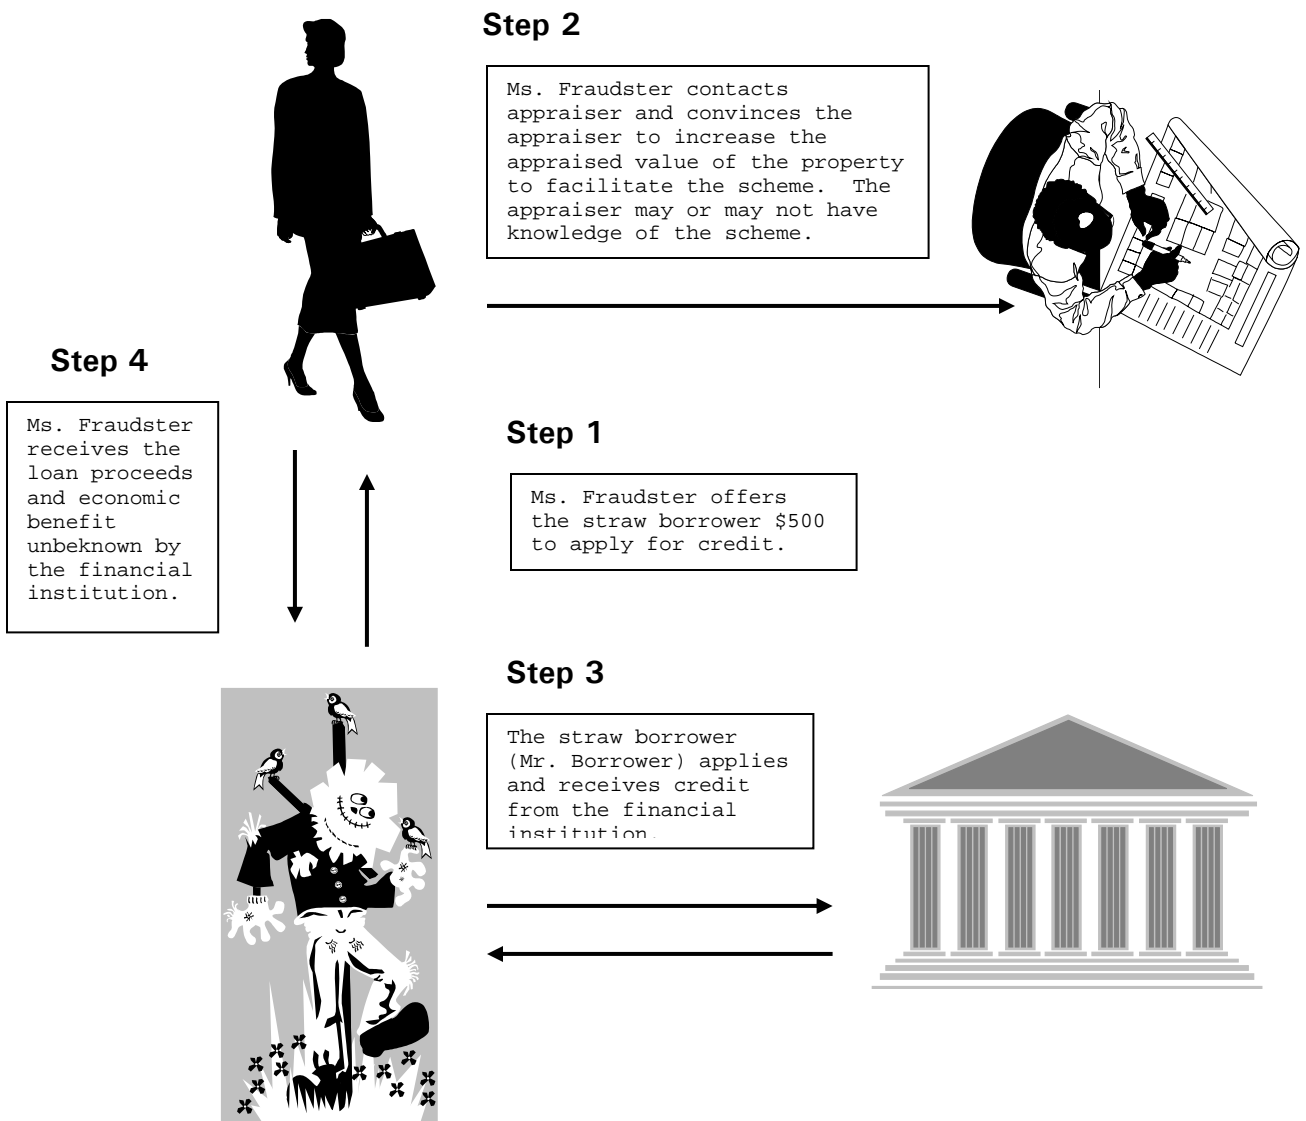 Step 2
Ms. Fraudster contacts
appraiser and convinces the
appraiser to increase the
appraised value of the property
to facilitate the scheme.  The
appraiser may or may not have
knowledge of the scheme.
Step 4
Ms. Fraudster
receives the
loan proceeds
and economic
benefit
unbeknown by
the financial
institution.
Step 1
Ms. Fraudster offers
the straw borrower $500
to apply for credit.
Step 3
The straw borrower
(Mr. Borrower) applies
and receives credit
from the financial
institution.